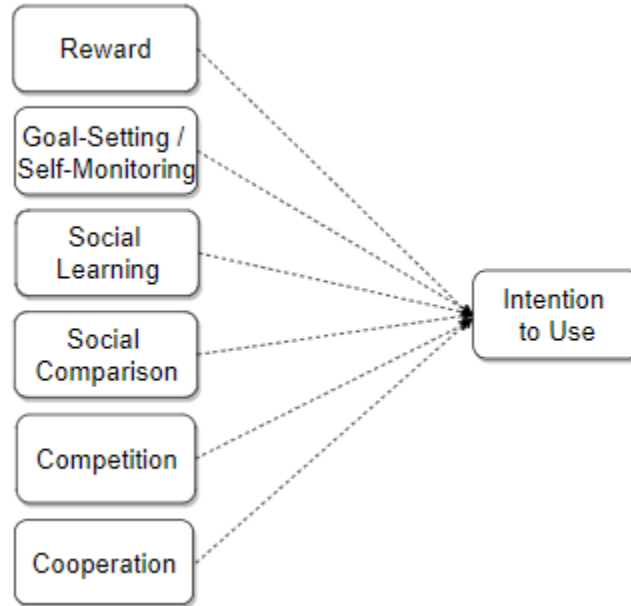 Reward
Goal-Setting /
Self-Monitoring
Social
Learning
Social
Comparison
Competition
Cooperation
Intention
to Use